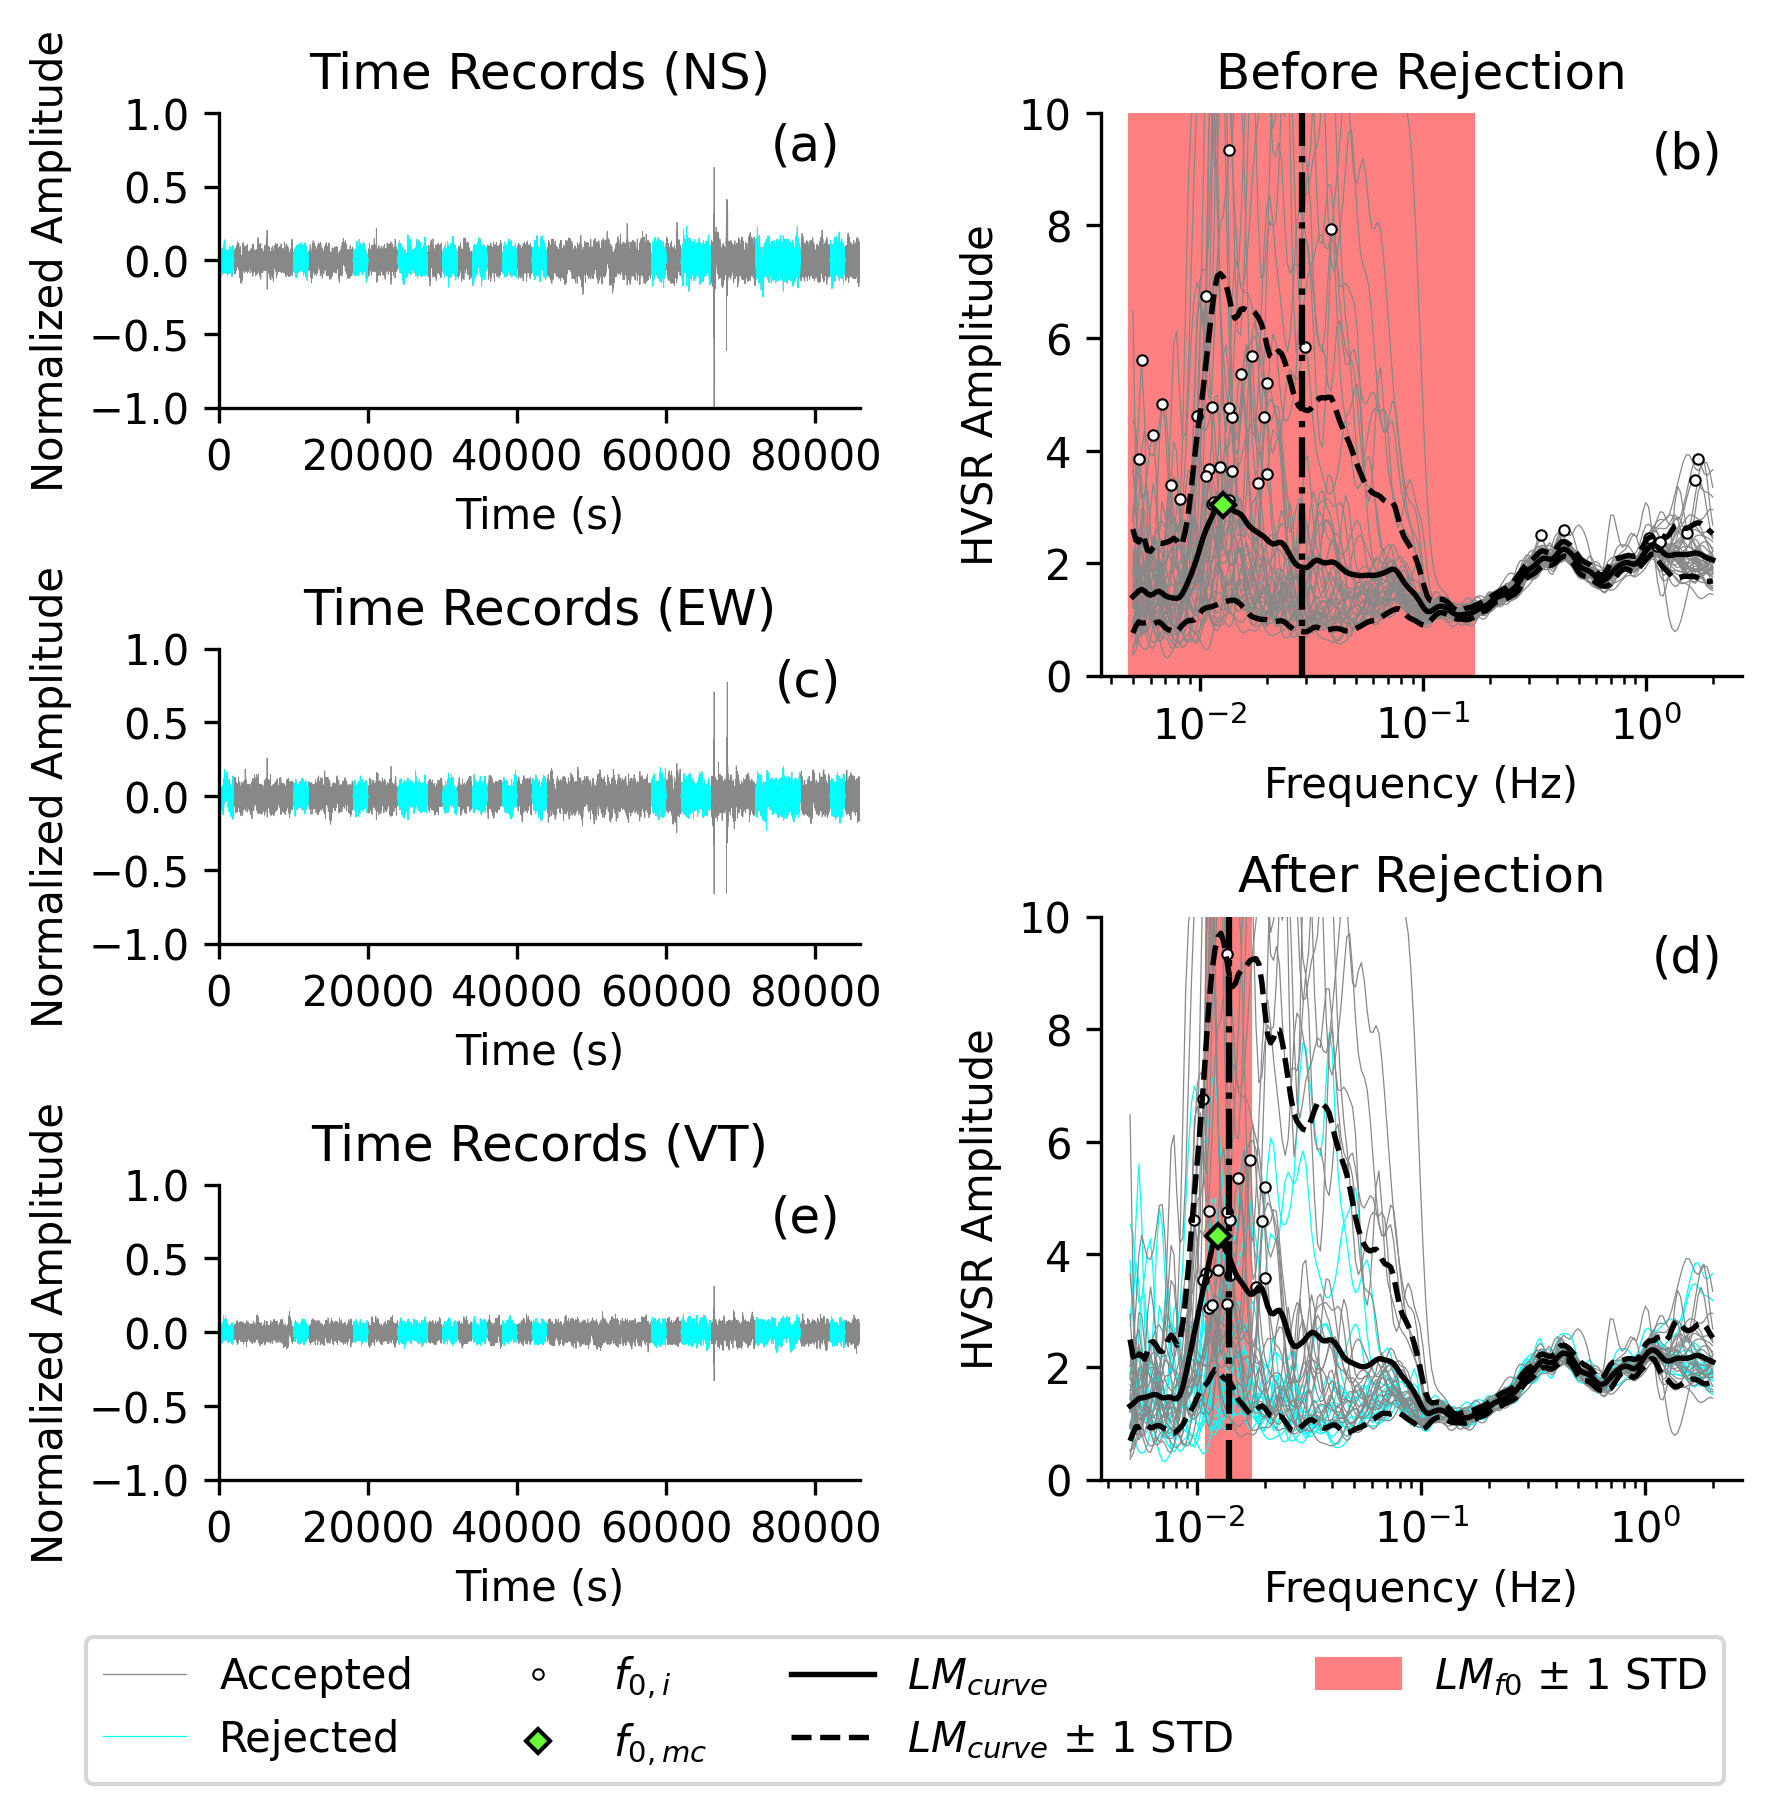 Time Records (NS)
(a)
Normalized Amplitude
1.0
0.5
0.0
−0.5
−1.0
0 20000 40000 60000 80000
Time (s)
Before Rejection
(b)
HVSR Amplitude
10
8
6
4
2
0
10⁻² 10⁻¹ 10⁰
Frequency (Hz)
Time Records (EW)
(c)
Normalized Amplitude
1.0
0.5
0.0
−0.5
−1.0
0 20000 40000 60000 80000
Time (s)
After Rejection
(d)
HVSR Amplitude
10
8
6
4
2
0
10⁻² 10⁻¹ 10⁰
Frequency (Hz)
Time Records (VT)
(e)
Normalized Amplitude
1.0
0.5
0.0
−0.5
−1.0
0 20000 40000 60000 80000
Time (s)
Accepted f0,i LMcurve LMf0 ± 1 STD
Rejected f0,mc LMcurve ± 1 STD